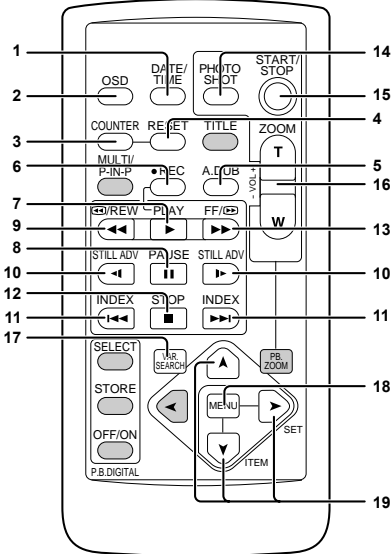 1
DATE/
TIME
PHOTO
SHOT
14
START/
STOP
2
OSD
15
COUNTER
RESET
TITLE
4
3
ZOOM
T
MULTI/
P-IN-P
●REC
A.DUB
5
6
- VOL +
16
W
7
/REW
PLAY
FF/
9
13
8
STILL ADV
PAUSE
STILL ADV
10
10
12
INDEX
STOP
INDEX
11
11
17
SELECT
VAR.
SEARCH
PB.
ZOOM
STORE
MENU
18
OFF/ON
SET
P.B.DIGITAL
ITEM
19